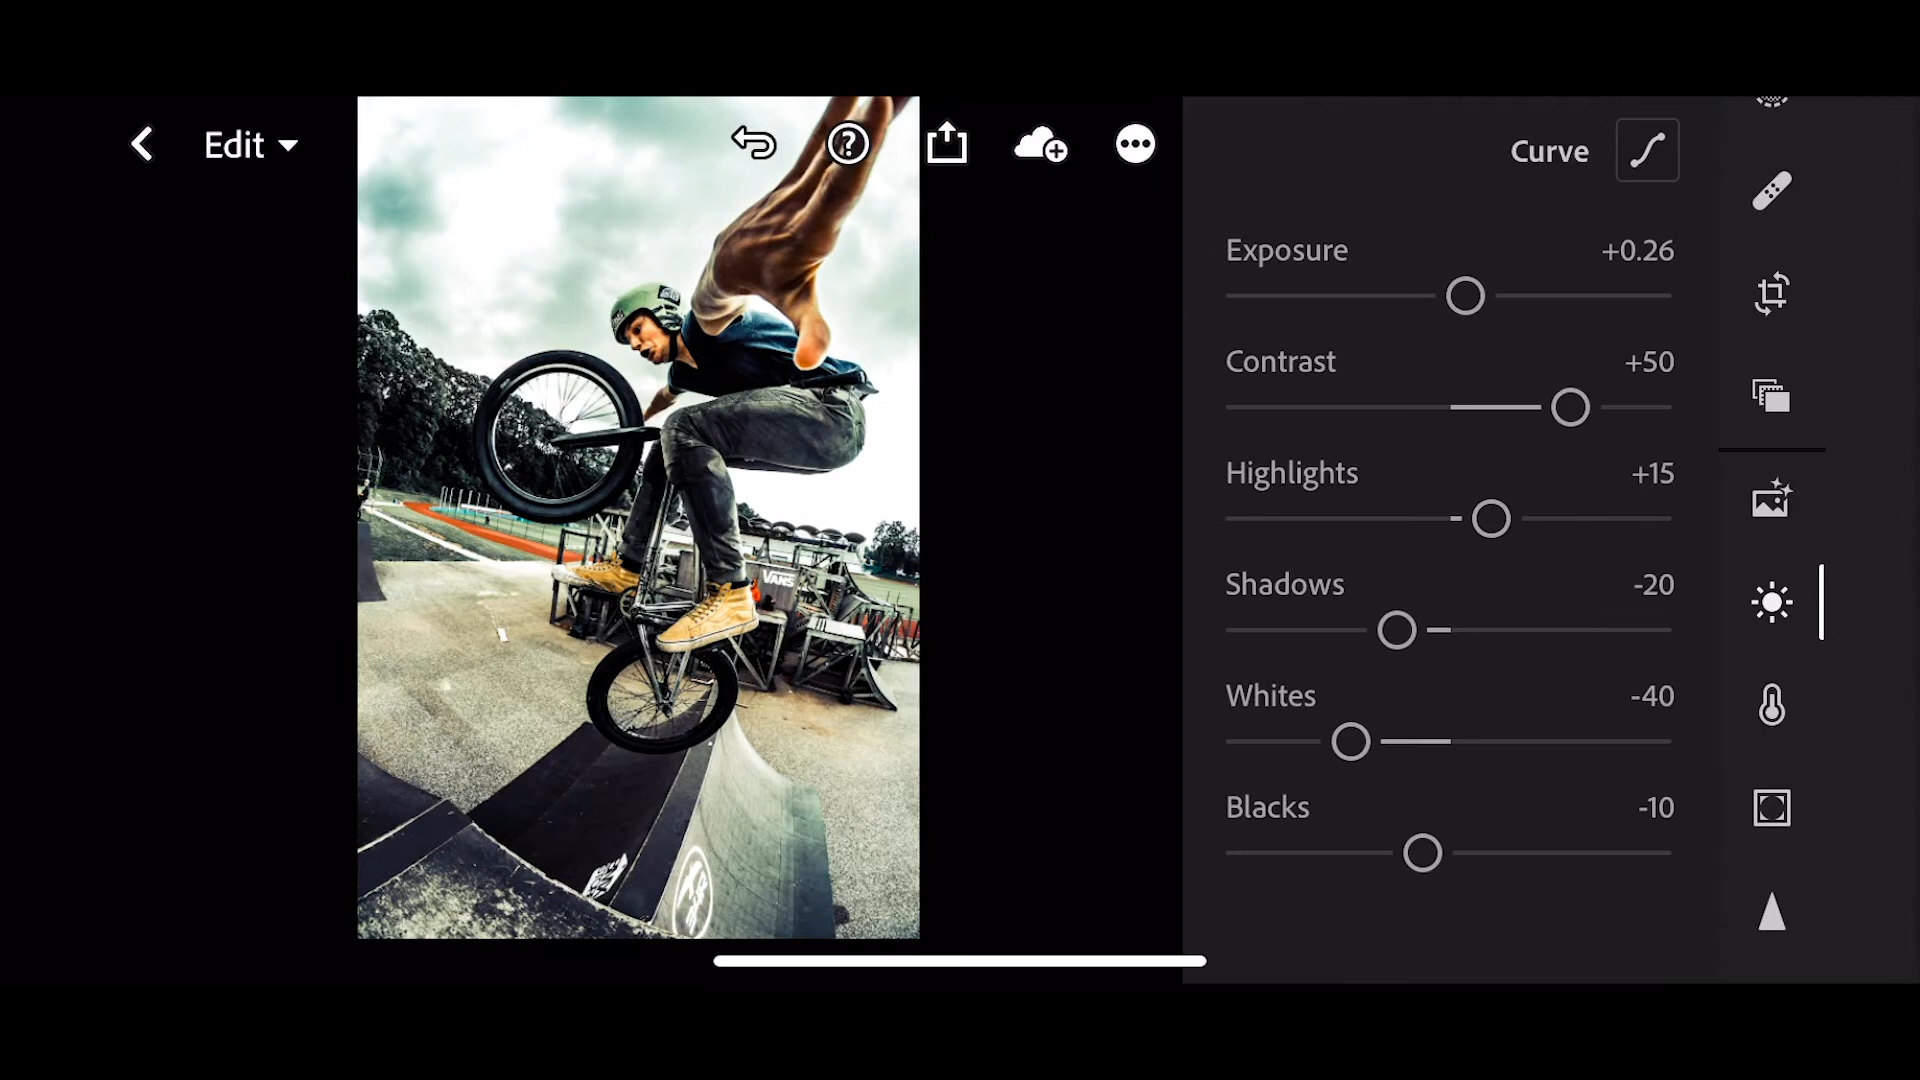 Edit
Curve
Exposure +0.26
Contrast +50
Highlights +15
Shadows -20
Whites -40
Blacks -10
VANS